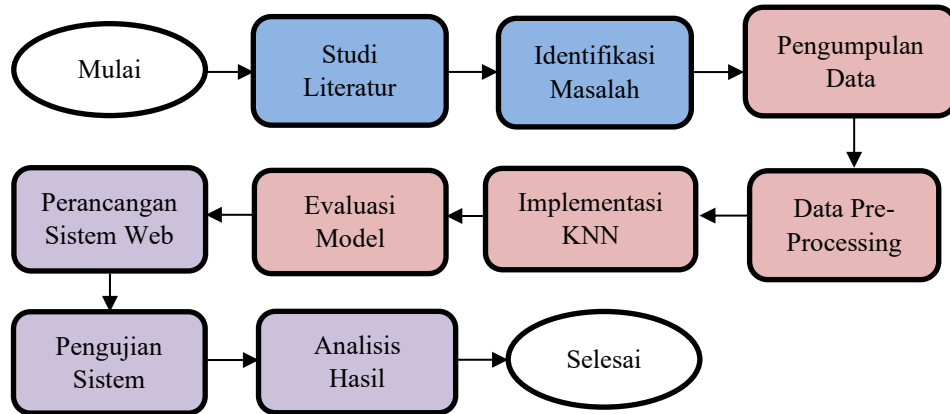 Mulai
Studi
Literatur
Identifikasi
Masalah
Pengumpulan
Data
Perancangan
Sistem Web
Evaluasi
Model
Implementasi
KNN
Data Pre-
Processing
Pengujian
Sistem
Analisis
Hasil
Selesai